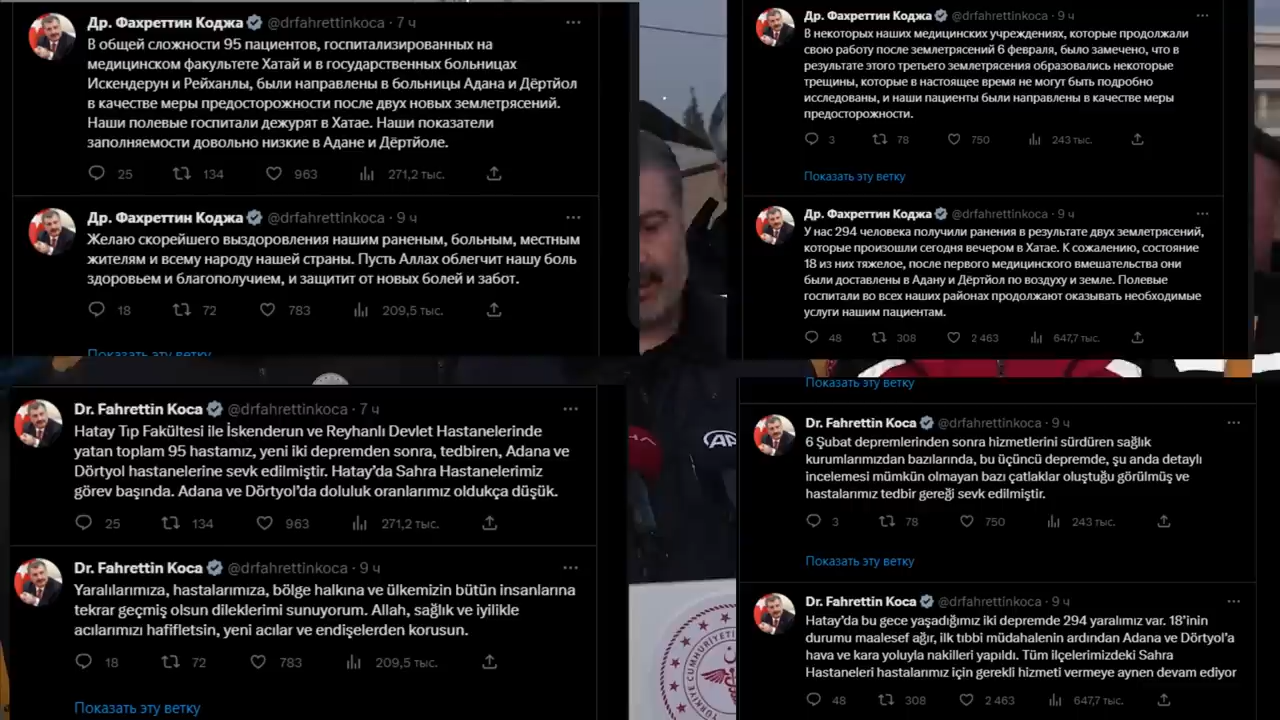 Др. Фахреттин Коджа @drfahrettinkoca · 7 ч
В общей сложности 95 пациентов, госпитализированных на
медицинском факультете Хатай и в государственных больницах
Искендерун и Рейханлы, были направлены в больницы Адана и Дёртйол
в качестве меры предосторожности после двух новых землетрясений.
Наши полевые госпитали дежурят в Хатае. Наши показатели
заполняемости довольно низкие в Адане и Дёртйоле.
25 134 963 271,2 тыс.
Др. Фахреттин Коджа @drfahrettinkoca · 9 ч
Желаю скорейшего выздоровления нашим раненым, больным, местным
жителям и всему народу нашей страны. Пусть Аллах облегчит нашу боль
здоровьем и благополучием, и защитит от новых болей и забот.
18 72 783 209,5 тыс.
Показать эту ветку
Др. Фахреттин Коджа @drfahrettinkoca · 9 ч
В некоторых наших медицинских учреждениях, которые продолжали
свою работу после землетрясений 6 февраля, было замечено, что в
результате этого третьего землетрясения образовались некоторые
трещины, которые в настоящее время не могут быть подробно
исследованы, и наши пациенты были направлены в качестве меры
предосторожности.
3 78 750 243 тыс.
Показать эту ветку
Др. Фахреттин Коджа @drfahrettinkoca · 9 ч
У нас 294 человека получили ранения в результате двух землетрясений,
которые произошли сегодня вечером в Хатае. К сожалению, состояние
18 из них тяжелое, после первого медицинского вмешательства они
были доставлены в Адану и Дёртйол по воздуху и земле. Полевые
госпитали во всех наших районах продолжают оказывать необходимые
услуги нашим пациентам.
48 308 2 463 647,7 тыс.
Dr. Fahrettin Koca @drfahrettinkoca · 7 ч
Hatay Tıp Fakültesi ile İskenderun ve Reyhanlı Devlet Hastanelerinde
yatan toplam 95 hastamız, yeni iki depremden sonra, tedbiren, Adana ve
Dörtyol hastanelerine sevk edilmiştir. Hatay’da Sahra Hastanelerimiz
görev başında. Adana ve Dörtyol’da doluluk oranlarımız oldukça düşük.
25 134 963 271,2 тыс.
Dr. Fahrettin Koca @drfahrettinkoca · 9 ч
Yaralılarımıza, hastalarımıza, bölge halkına ve ülkemizin bütün insanlarına
tekrar geçmiş olsun dileklerimi sunuyorum. Allah, sağlık ve iyilikle
acılarımızı hafifletsin, yeni acılar ve endişelerden korusun.
18 72 783 209,5 тыс.
Показать эту ветку
AA
Показать эту ветку
Dr. Fahrettin Koca @drfahrettinkoca · 9 ч
6 Şubat depremlerinden sonra hizmetlerini sürdüren sağlık
kurumlarımızdan bazılarında, bu üçüncü depremde, şu anda detaylı
incelemesi mümkün olmayan bazı çatlaklar oluştuğu görülmüş ve
hastalarımız tedbir gereği sevk edilmiştir.
3 78 750 243 тыс.
Показать эту ветку
Dr. Fahrettin Koca @drfahrettinkoca · 9 ч
Hatay’da bu gece yaşadığımız iki depremde 294 yaralımız var. 18’inin
durumu maalesef ağır, ilk tıbbi müdahalenin ardından Adana ve Dörtyol’a
hava ve kara yoluyla nakilleri yapıldı. Tüm ilçelerimizdeki Sahra
Hastaneleri hastalarımız için gerekli hizmeti vermeye aynen devam ediyor
48 308 2 463 647,7 тыс.